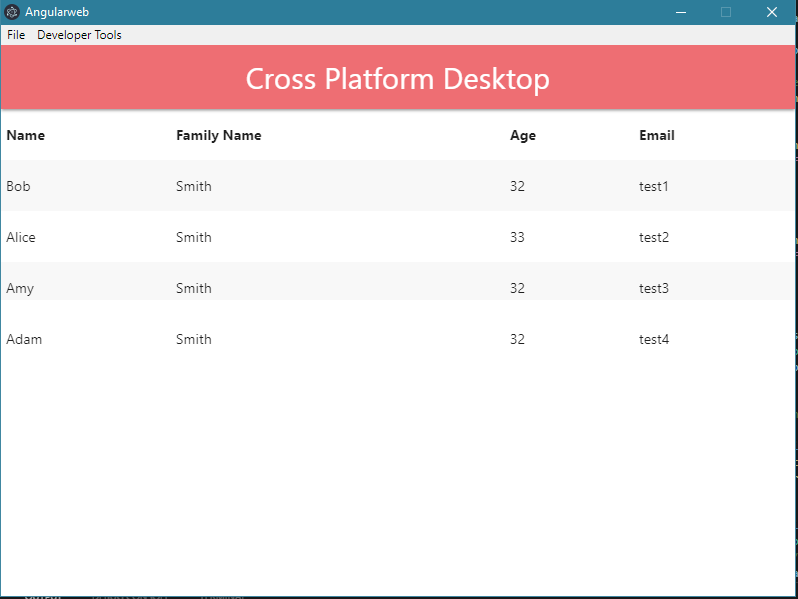 Angularweb
File Developer Tools
Cross Platform Desktop
Name Family Name Age Email
Bob Smith 32 test1
Alice Smith 33 test2
Amy Smith 32 test3
Adam Smith 32 test4